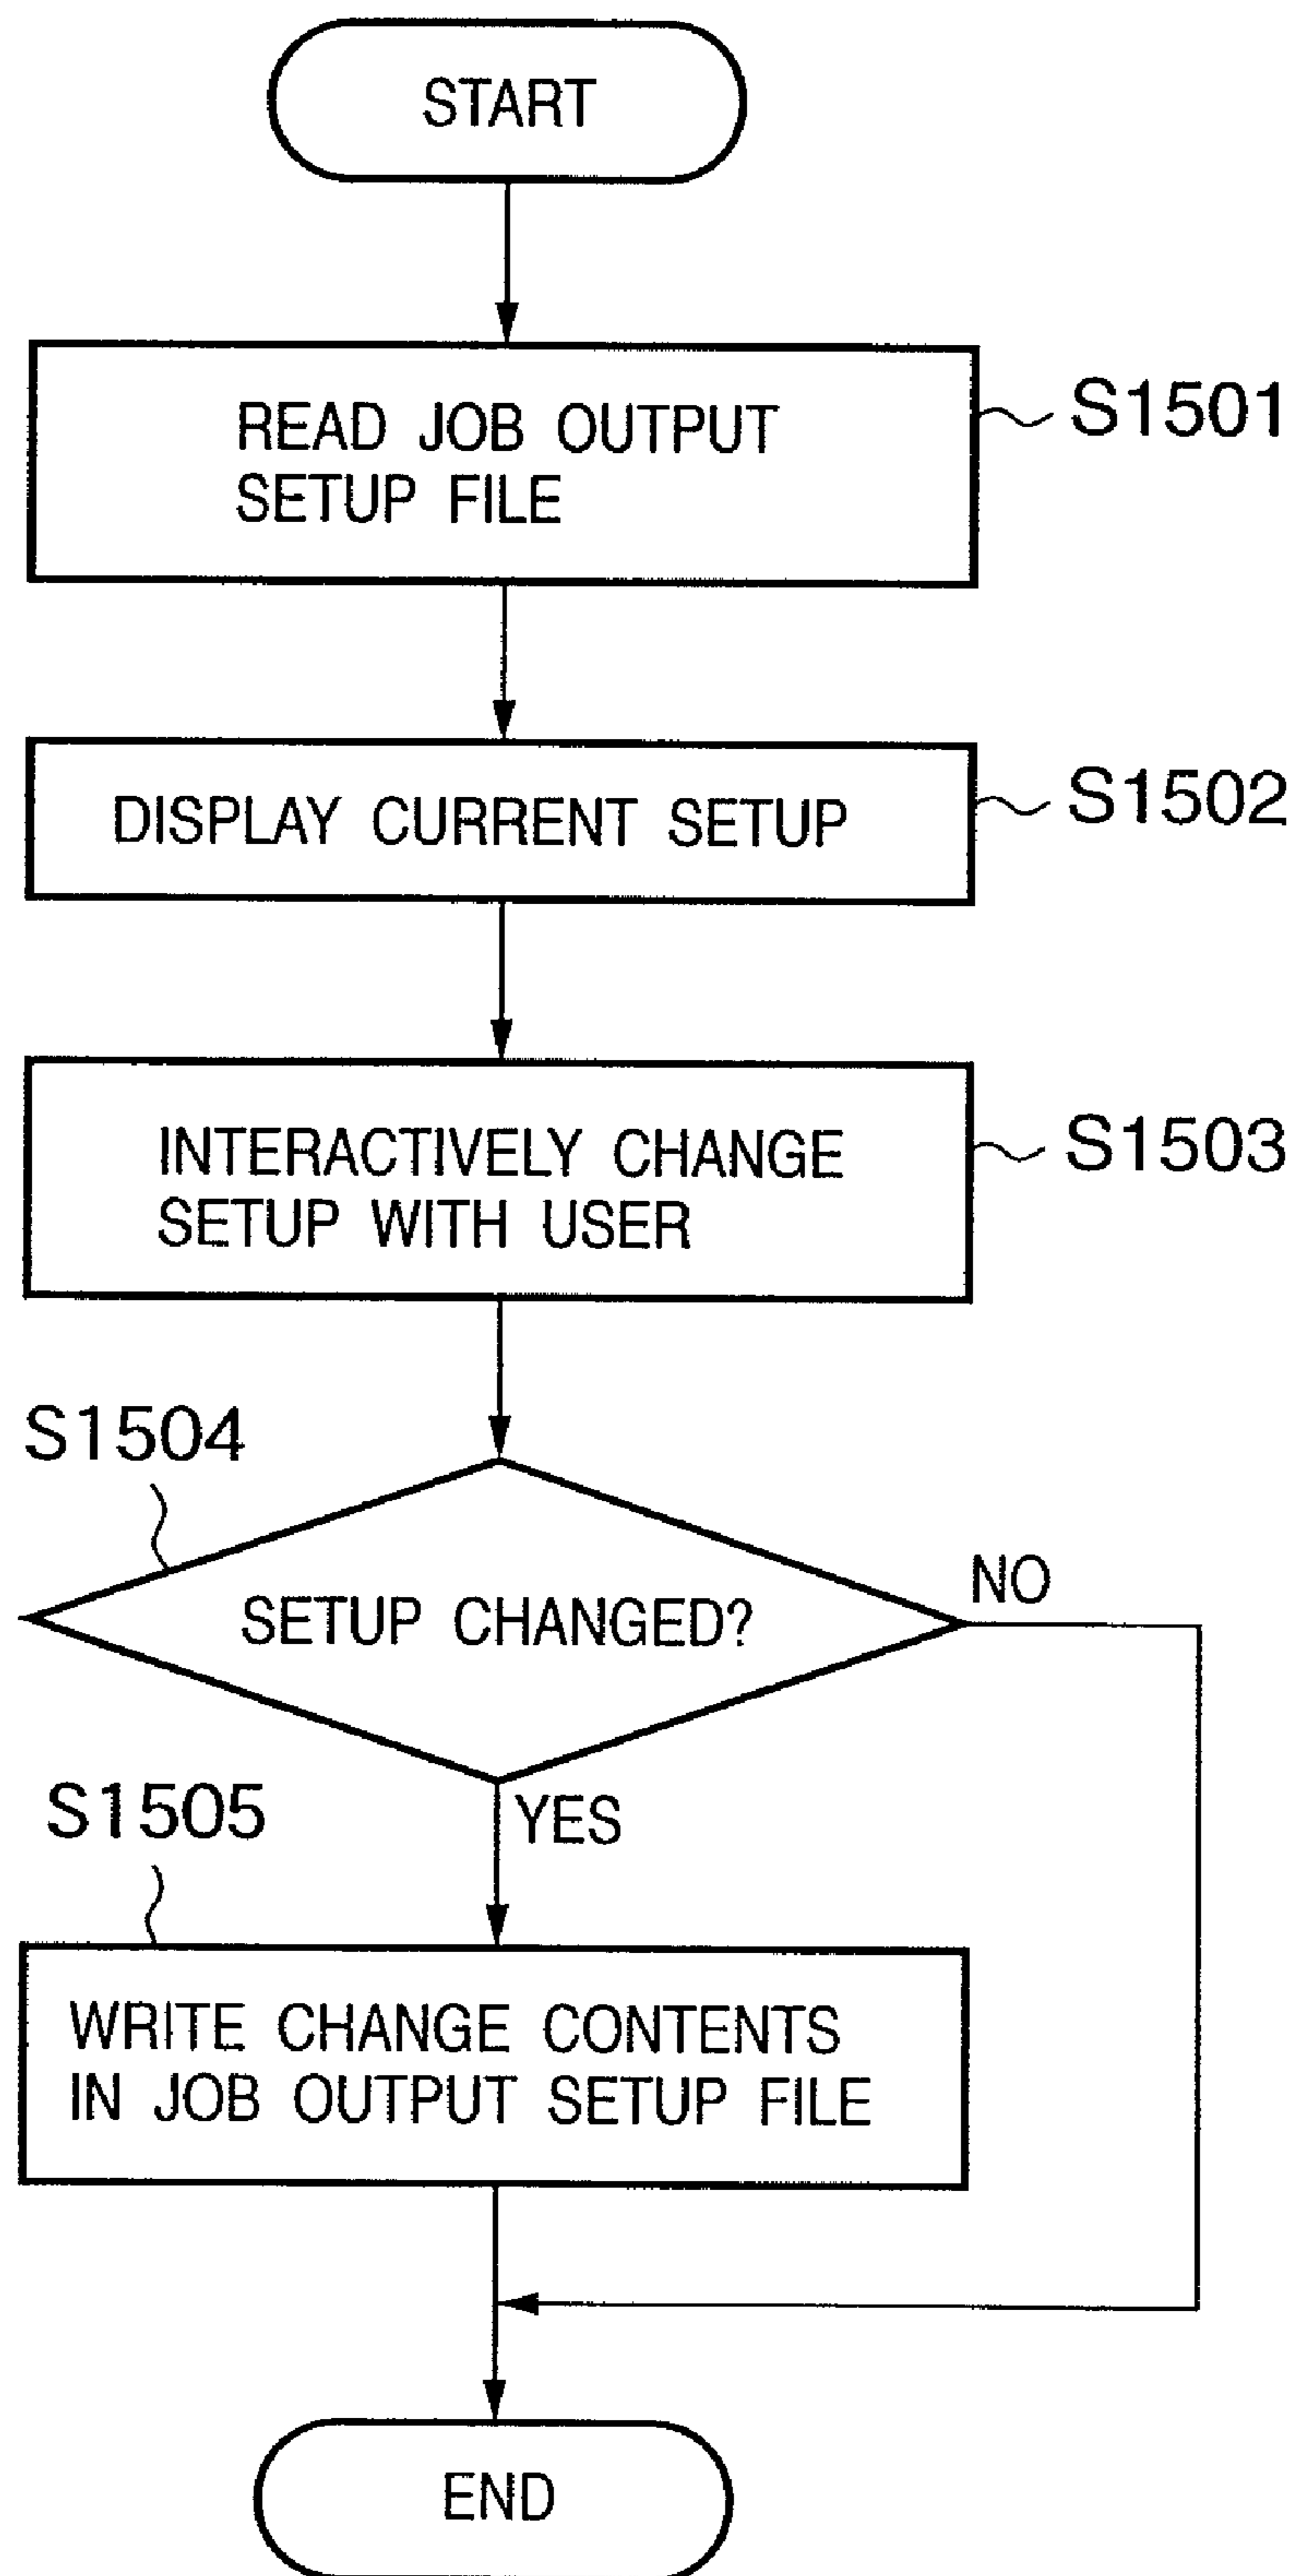 START
READ JOB OUTPUT
SETUP FILE
S1501
DISPLAY CURRENT SETUP
S1502
INTERACTIVELY CHANGE
SETUP WITH USER
S1503
S1504
SETUP CHANGED?
NO
YES
S1505
WRITE CHANGE CONTENTS
IN JOB OUTPUT SETUP FILE
END